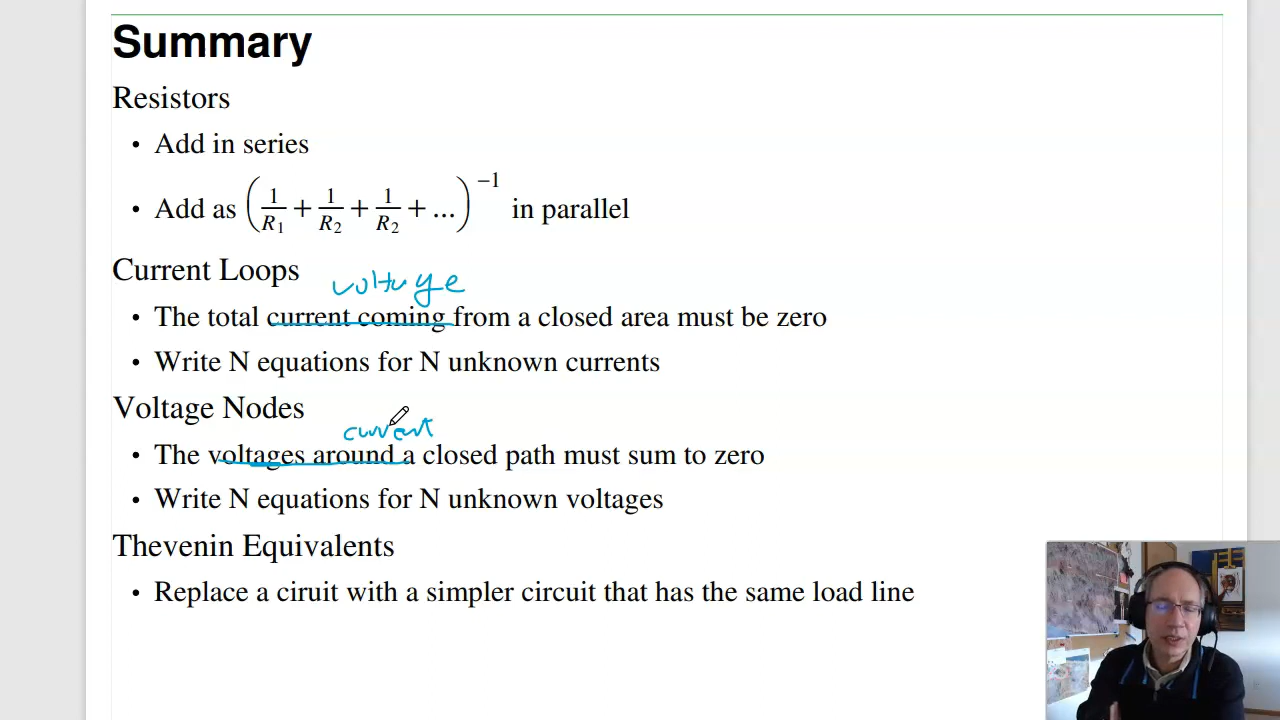 Summary
Resistors
• Add in series
• Add as (1/R₁ + 1/R₂ + 1/R₂ + ...)⁻¹ in parallel
Current Loops
voltage
• The total current coming from a closed area must be zero
• Write N equations for N unknown currents
Voltage Nodes
current
• The voltages around a closed path must sum to zero
• Write N equations for N unknown voltages
Thevenin Equivalents
• Replace a ciruit with a simpler circuit that has the same load line